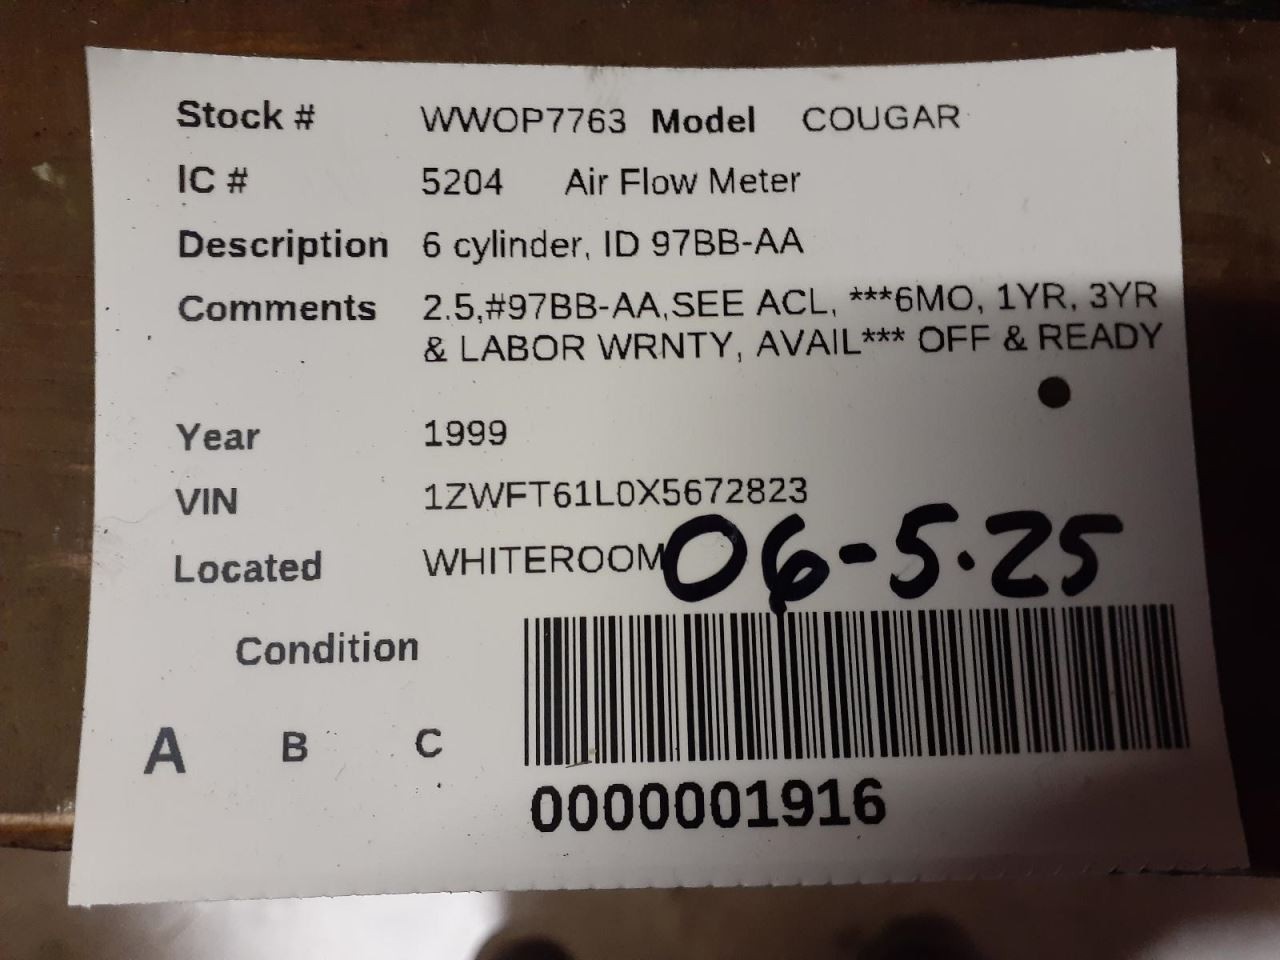 Stock # WWOP7763 Model COUGAR
IC # 5204 Air Flow Meter
Description 6 cylinder, ID 97BB-AA
Comments 2.5,#97BB-AA,SEE ACL, ***6MO, 1YR, 3YR
& LABOR WRNTY, AVAIL*** OFF & READY
Year 1999
VIN 1ZWFT61L0X5672823
Located WHITEROOM 06-5.25
Condition
A B C
0000001916